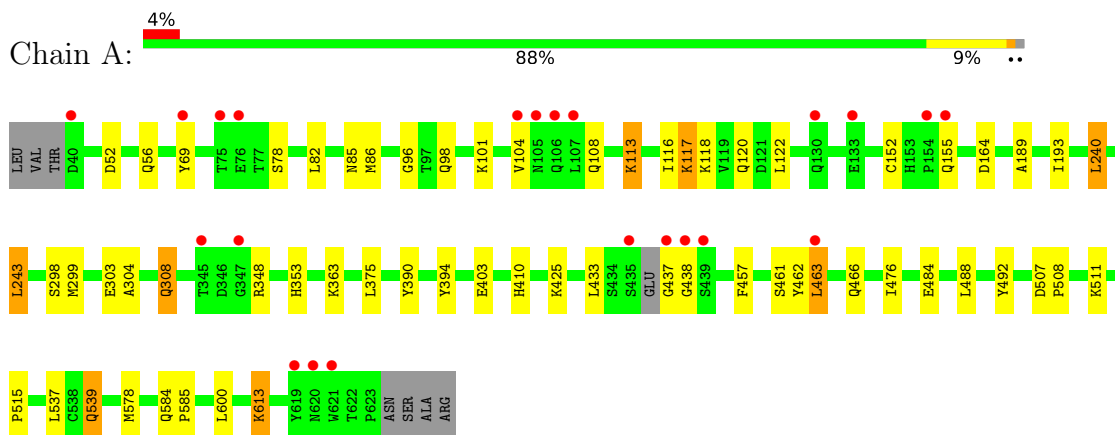 4%
Chain A:
88% 9% ••
LEU VAL THR D40 D52 Q56 Y69 T75 E76 T77 S78 L82 N85 M86 G96 T97 Q98 K101 V104 N105 Q106 L107 Q108 K113 I116 K117 K118 V119 Q120 D121 L122 Q130 E133 C152 H153 P154 Q155 D164 A189 I193 L240
L243 S298 M299 E303 A304 Q308 T345 D346 G347 R348 H353 K363 L375 Y390 Y394 E403 H410 K425 L433 S434 S435 GLU G437 G438 S439 F457 S461 Y462 L463 Q466 I476 E484 L488 Y492 D507 P508 K511
P515 L537 C538 Q539 M578 Q584 P585 L600 K613 Y619 N620 W621 T622 P623 ASN SER ALA ARG